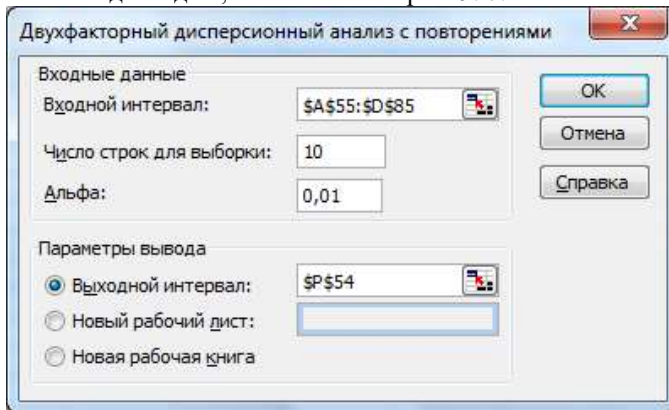 Двухфакторный дисперсионный анализ с повторениями
Входные данные
Входной интервал:
$A$55:$D$85
Число строк для выборки:
10
Альфа:
0,01
OK
Отмена
Справка
Параметры вывода
Выходной интервал:
$P$54
Новый рабочий лист:
Новая рабочая книга